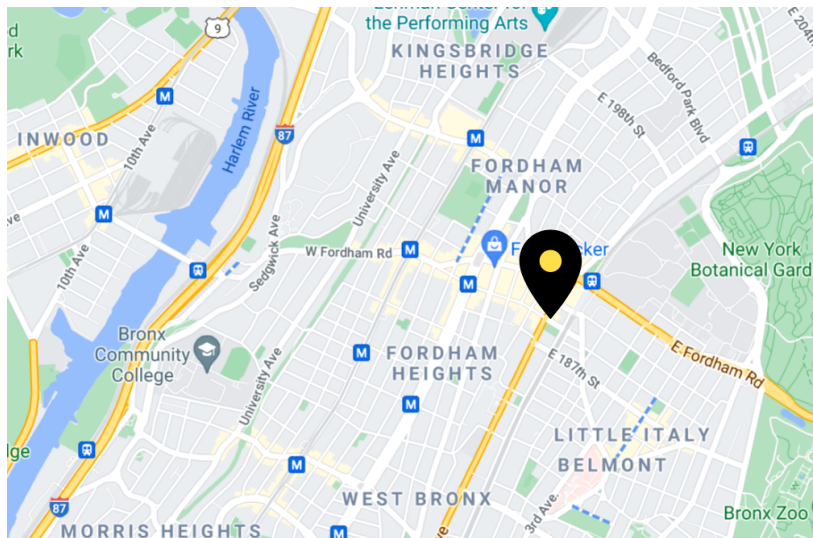 Lehman Center for
the Performing Arts
9
E 204th
KINGSBRIDGE
HEIGHTS
Bedford Park Blvd
E 198th St
M
INWOOD
10th Ave
Harlem River
87
M
University Ave
FORDHAM
MANOR
M
Sedgwick Ave
W Fordham Rd
M
10th Ave
M
New York
Botanical Gard
Bronx
Community
College
M
FORDHAM
HEIGHTS
E 187th St
E Fordham Rd
University Ave
M
LITTLE ITALY
BELMONT
M
WEST BRONX
87
3rd Ave.
Bronx Zoo
MORRIS HEIGHTS
M